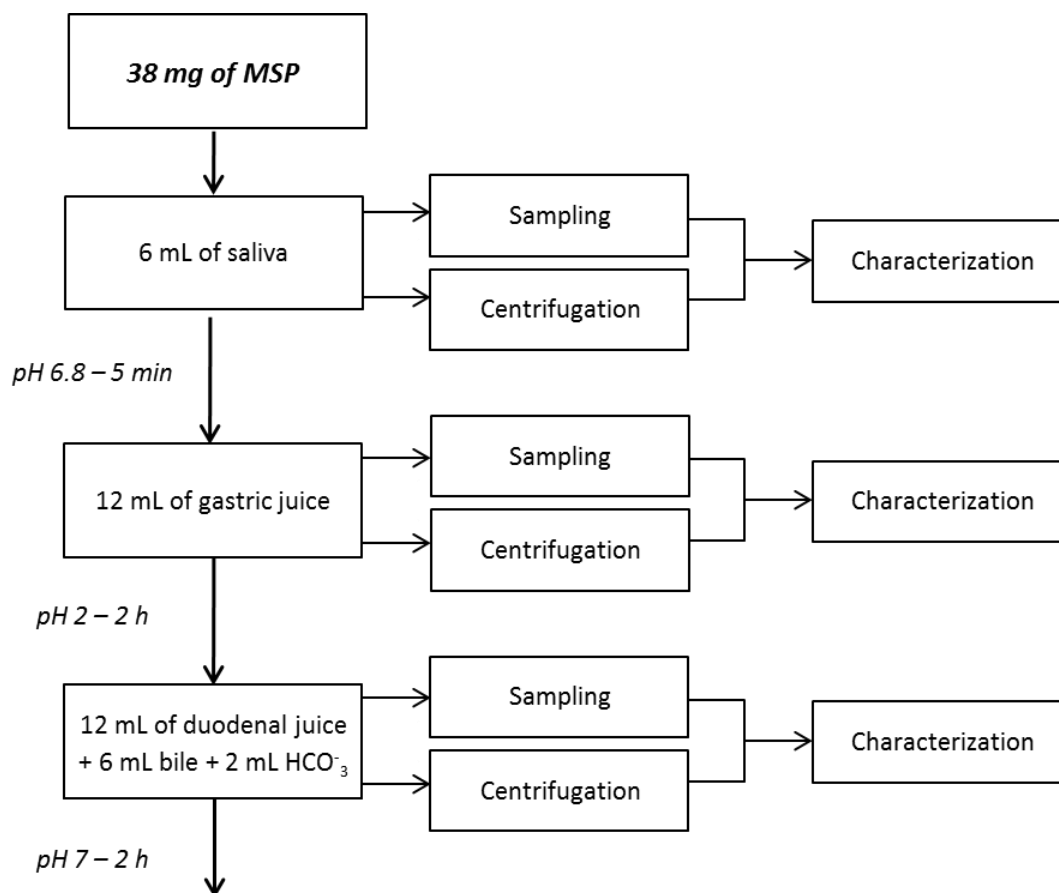 38 mg of MSP
6 mL of saliva
Sampling
Centrifugation
Characterization
pH 6.8 – 5 min
12 mL of gastric juice
Sampling
Centrifugation
Characterization
pH 2 – 2 h
12 mL of duodenal juice
+ 6 mL bile + 2 mL HCO⁻₃
Sampling
Centrifugation
Characterization
pH 7 – 2 h